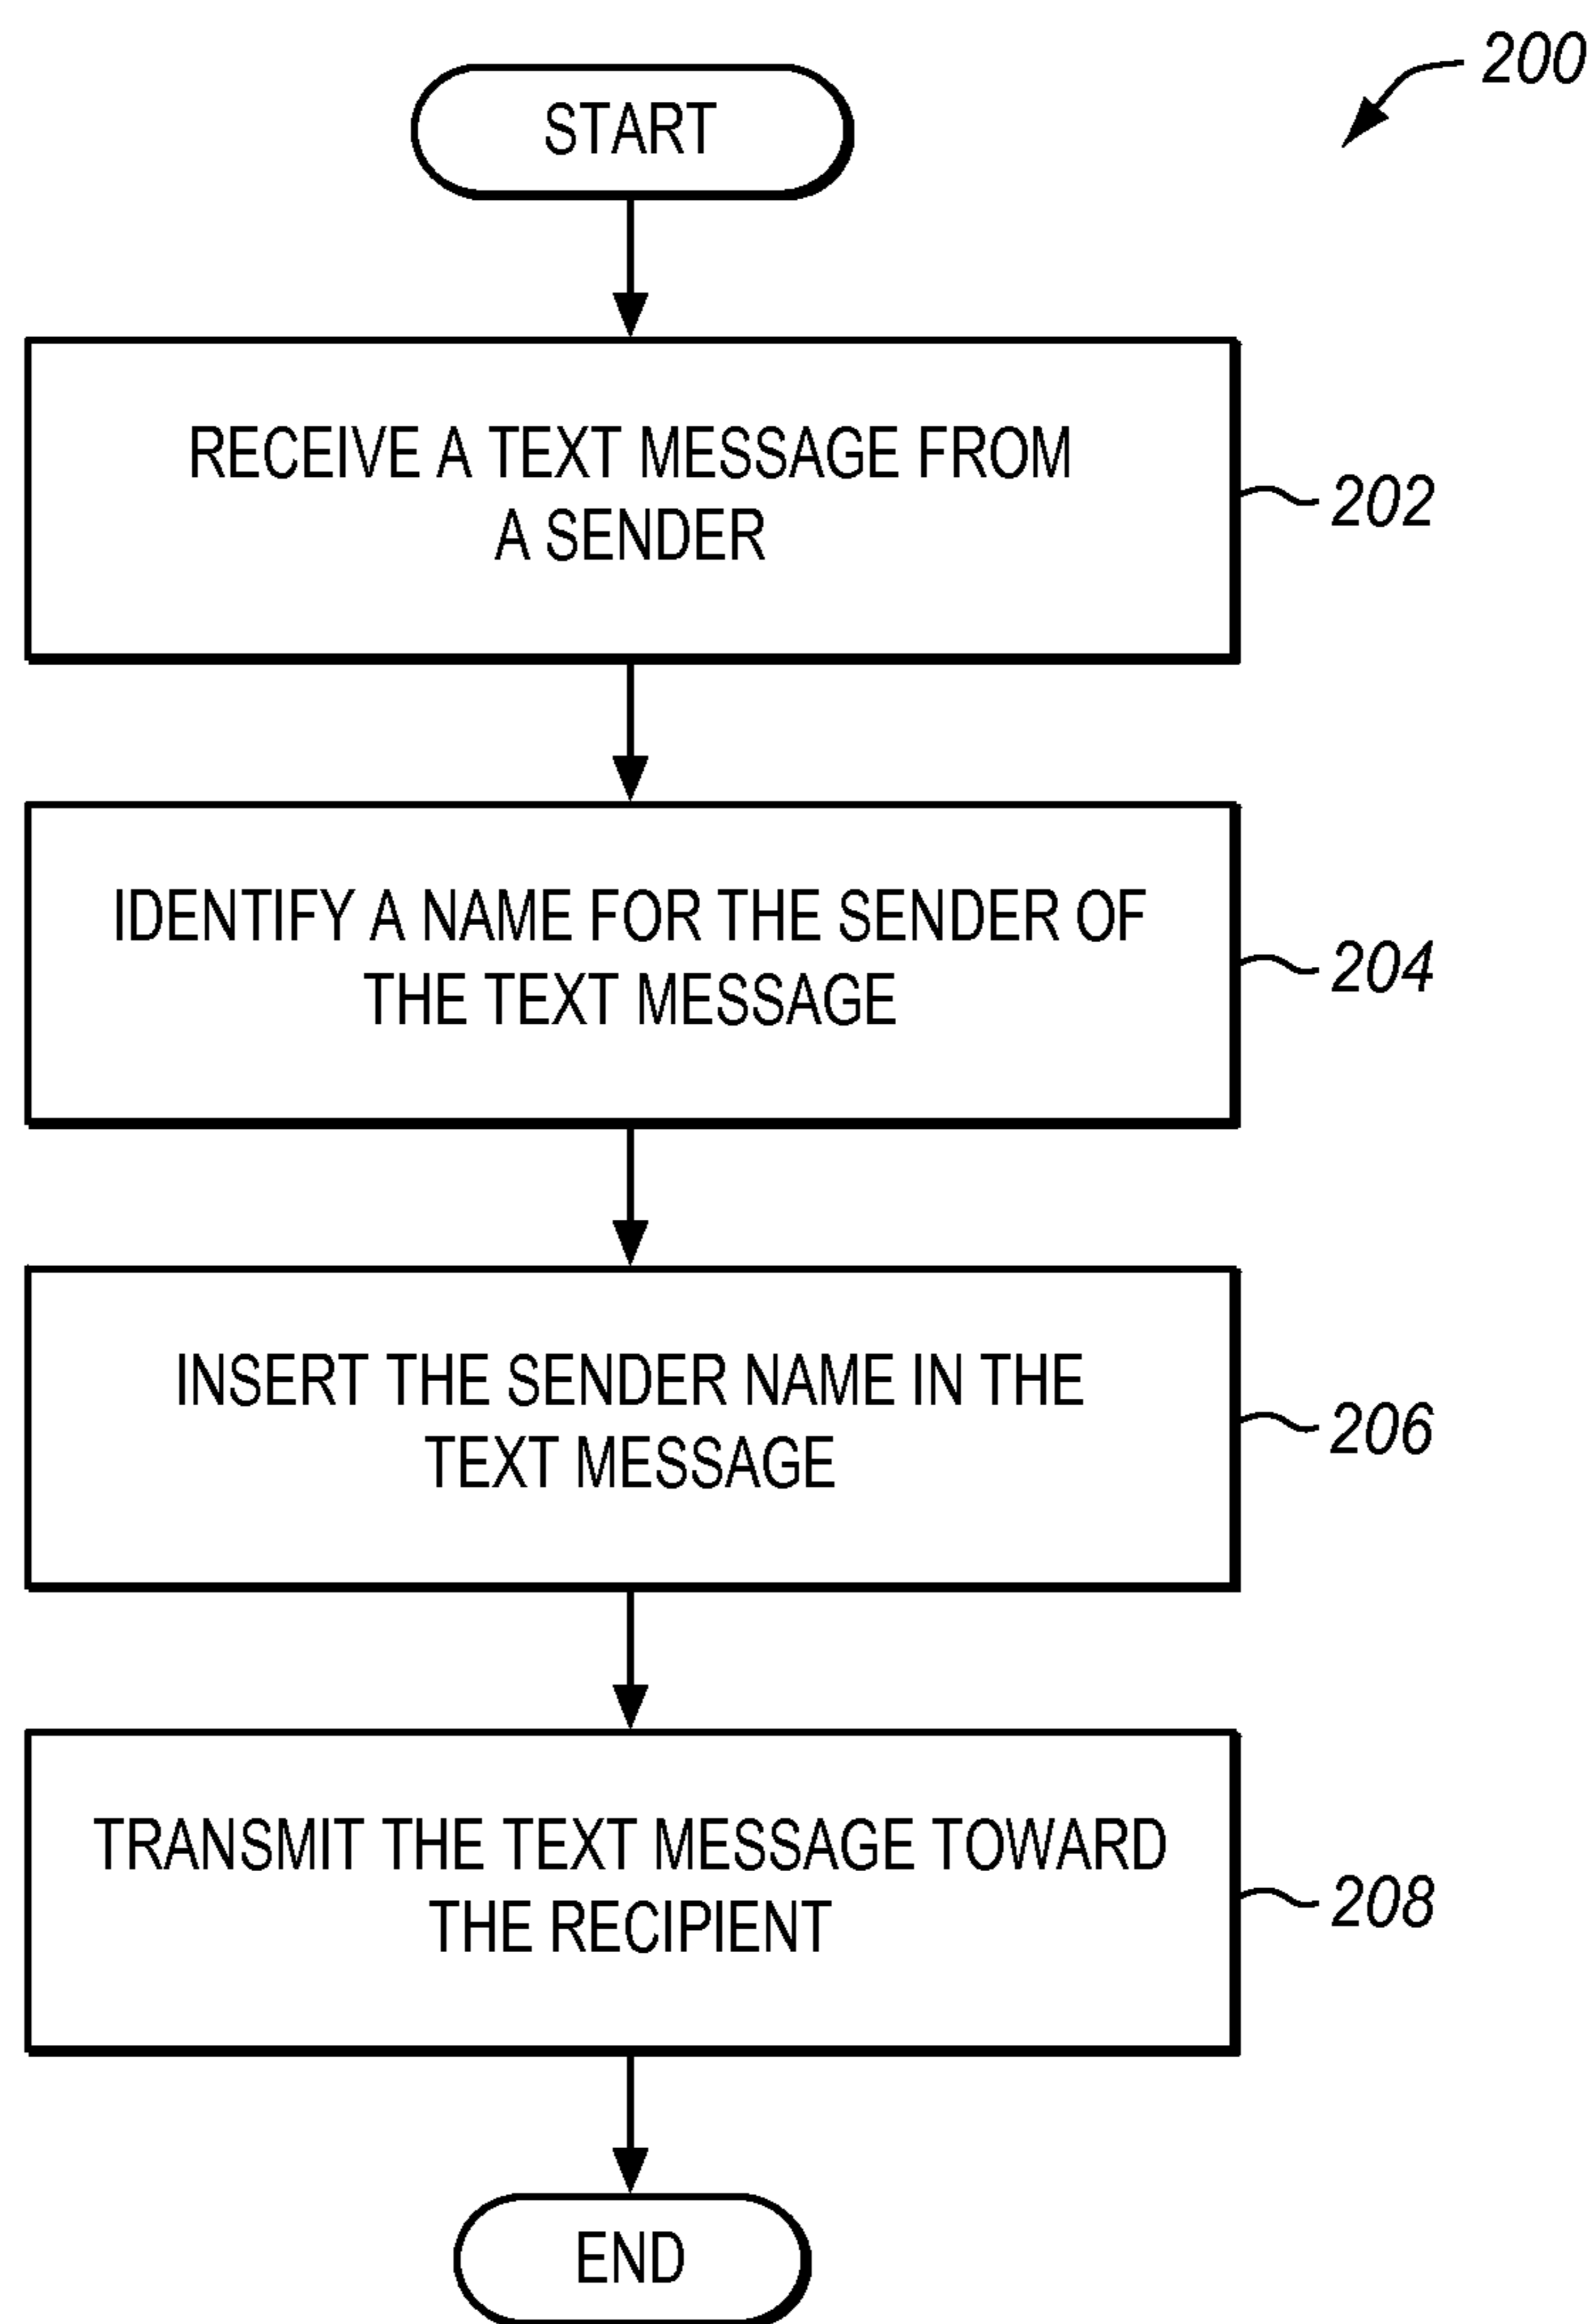 200
START
RECEIVE A TEXT MESSAGE FROM
A SENDER
202
IDENTIFY A NAME FOR THE SENDER OF
THE TEXT MESSAGE
204
INSERT THE SENDER NAME IN THE
TEXT MESSAGE
206
TRANSMIT THE TEXT MESSAGE TOWARD
THE RECIPIENT
208
END